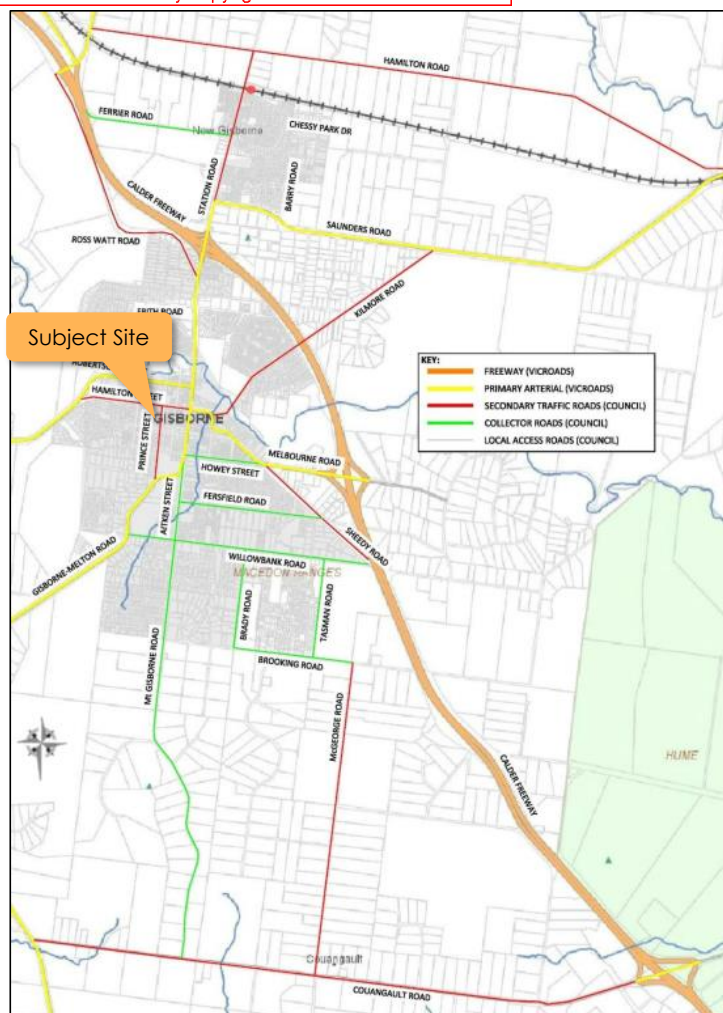 HAMILTON ROAD
FERRIER ROAD
New Gisborne
CHESSY PARK DR
STATION ROAD
BARRY ROAD
CALDER FREEWAY
SAUNDERS ROAD
ROSS WATT ROAD
KILMORE ROAD
Subject Site
HAMILTON STREET
GISBORNE
PRINCE STREET
MELBOURNE ROAD
HOWEY STREET
AITKEN STREET
FERSFIELD ROAD
SHEEDY ROAD
GISBORNE-MELTON ROAD
WILLOWBANK ROAD
MACEDON RANGES
BRADY ROAD
TASMAN ROAD
BROOKING ROAD
Mt GISBORNE ROAD
McGEORGE ROAD
CALDER FREEWAY
HUME
Couangault
COUANGAULT ROAD
KEY:
FREEWAY (VICROADS)
PRIMARY ARTERIAL (VICROADS)
SECONDARY TRAFFIC ROADS (COUNCIL)
COLLECTOR ROADS (COUNCIL)
LOCAL ACCESS ROADS (COUNCIL)